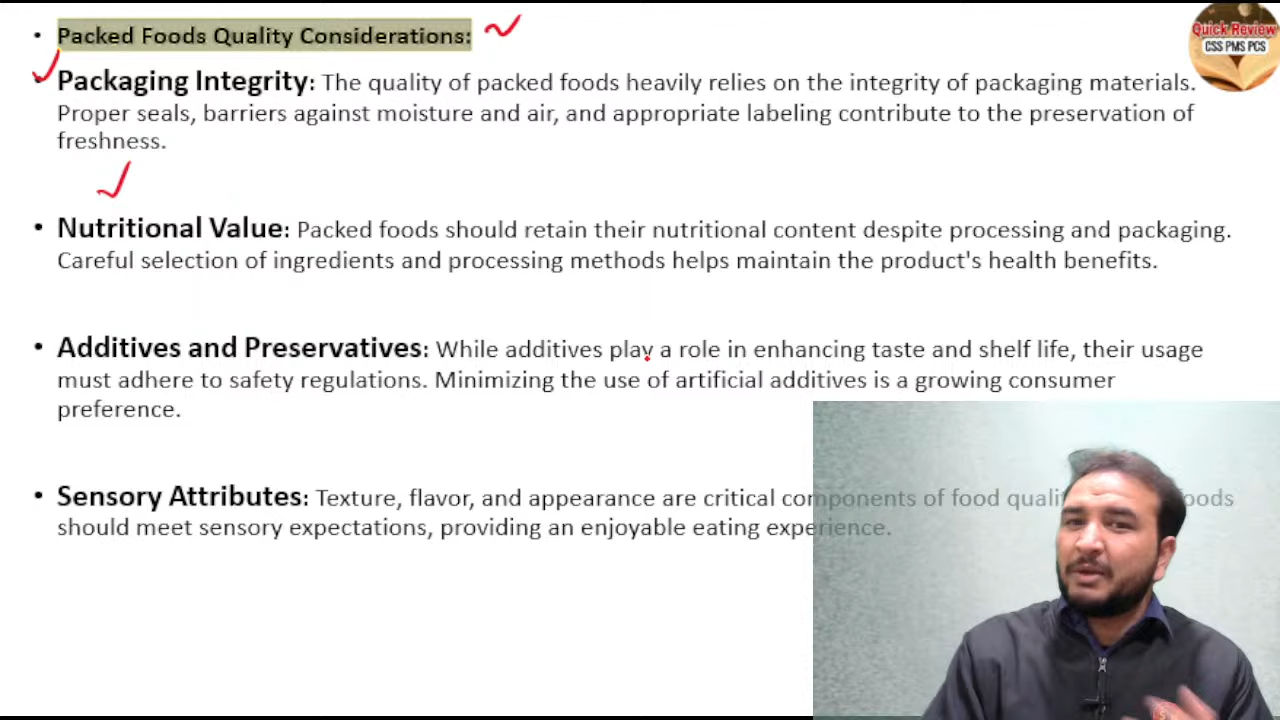 • Packed Foods Quality Considerations:
• Packaging Integrity: The quality of packed foods heavily relies on the integrity of packaging materials.
Proper seals, barriers against moisture and air, and appropriate labeling contribute to the preservation of
freshness.
• Nutritional Value: Packed foods should retain their nutritional content despite processing and packaging.
Careful selection of ingredients and processing methods helps maintain the product's health benefits.
• Additives and Preservatives: While additives play a role in enhancing taste and shelf life, their usage
must adhere to safety regulations. Minimizing the use of artificial additives is a growing consumer
preference.
• Sensory Attributes: Texture, flavor, and appearance are critical components of food foods
should meet sensory expectations, providing an enjoyable eating experience.
Quick Review
CSS PMS PCS